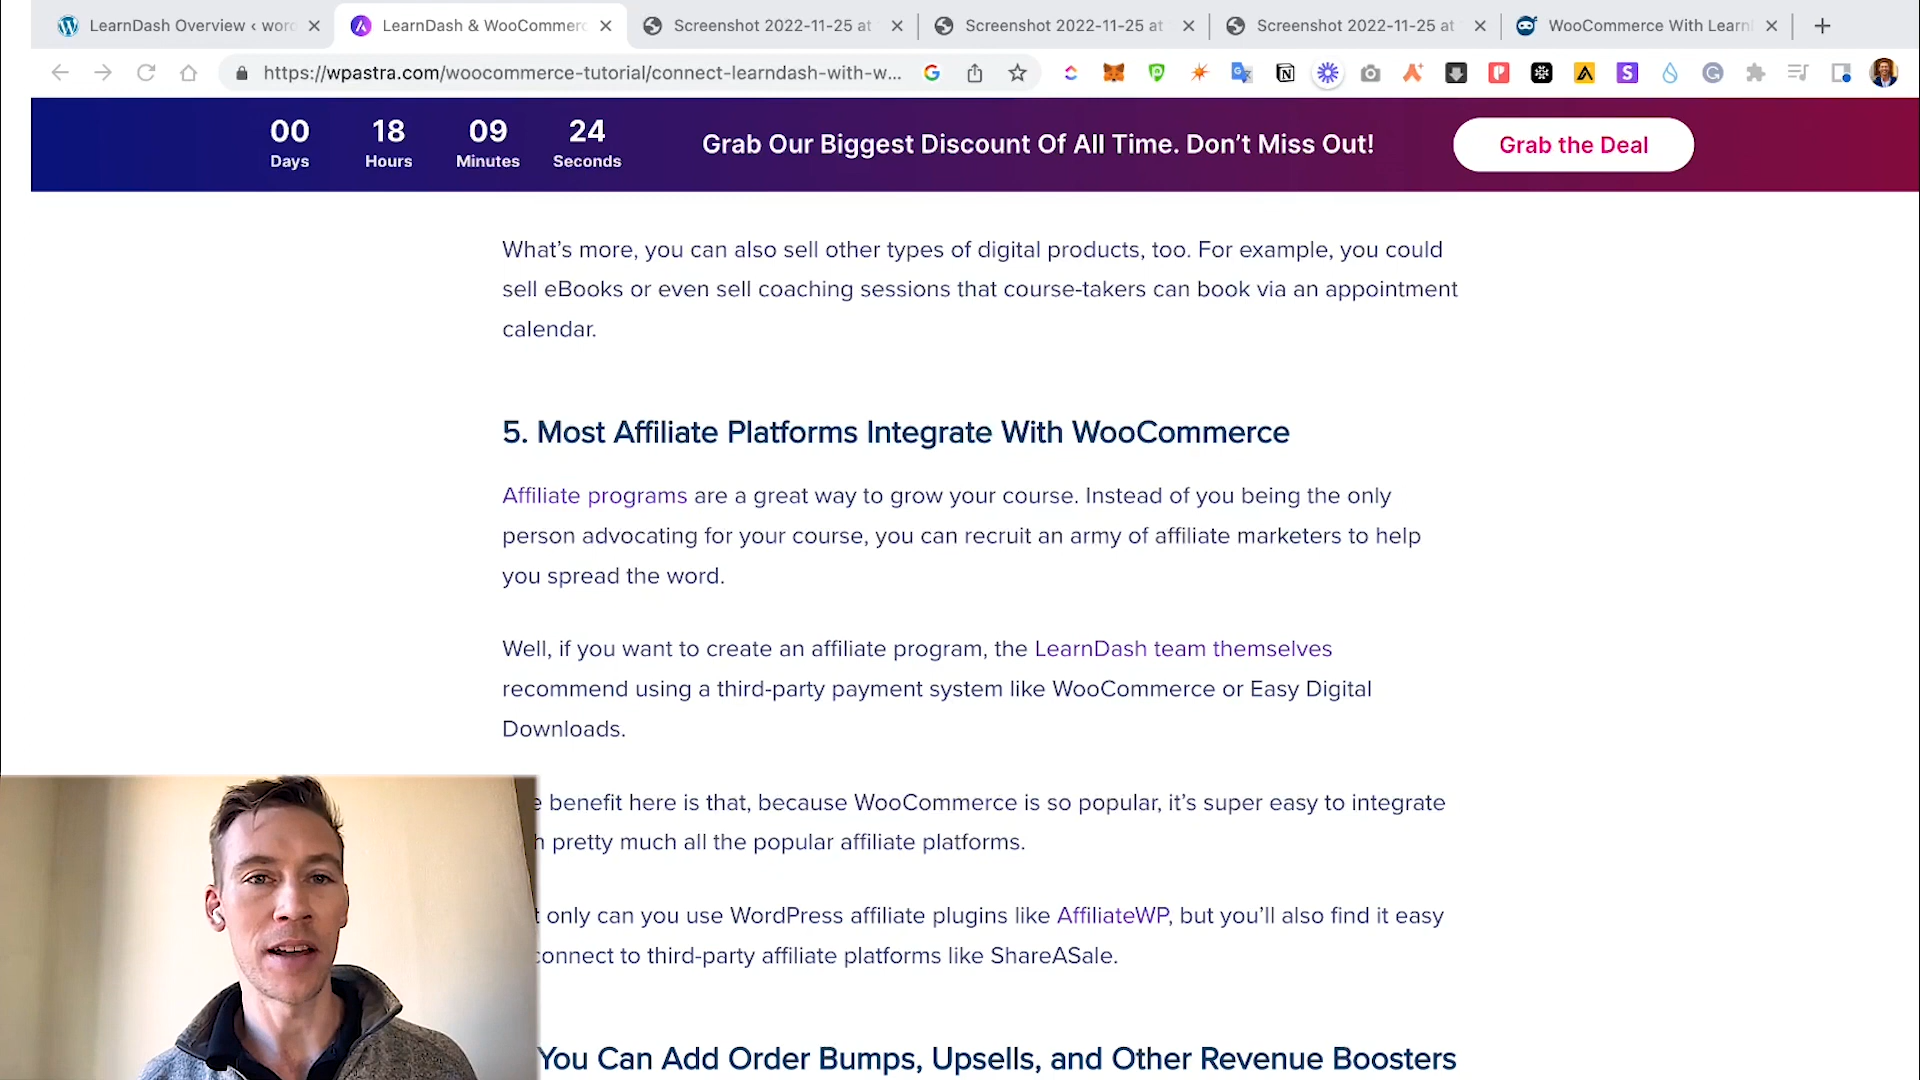 LearnDash Overview ‹ word
LearnDash & WooCommerc
Screenshot 2022-11-25 at
Screenshot 2022-11-25 at
Screenshot 2022-11-25 at
WooCommerce With Learn
https://wpastra.com/woocommerce-tutorial/connect-learndash-with-w...
00
Days
18
Hours
09
Minutes
24
Seconds
Grab Our Biggest Discount Of All Time. Don’t Miss Out!
Grab the Deal
What’s more, you can also sell other types of digital products, too. For example, you could
sell eBooks or even sell coaching sessions that course-takers can book via an appointment
calendar.
5. Most Affiliate Platforms Integrate With WooCommerce
Affiliate programs are a great way to grow your course. Instead of you being the only
person advocating for your course, you can recruit an army of affiliate marketers to help
you spread the word.
Well, if you want to create an affiliate program, the LearnDash team themselves
recommend using a third-party payment system like WooCommerce or Easy Digital
Downloads.
benefit here is that, because WooCommerce is so popular, it’s super easy to integrate
pretty much all the popular affiliate platforms.
only can you use WordPress affiliate plugins like AffiliateWP, but you’ll also find it easy
connect to third-party affiliate platforms like ShareASale.
You Can Add Order Bumps, Upsells, and Other Revenue Boosters